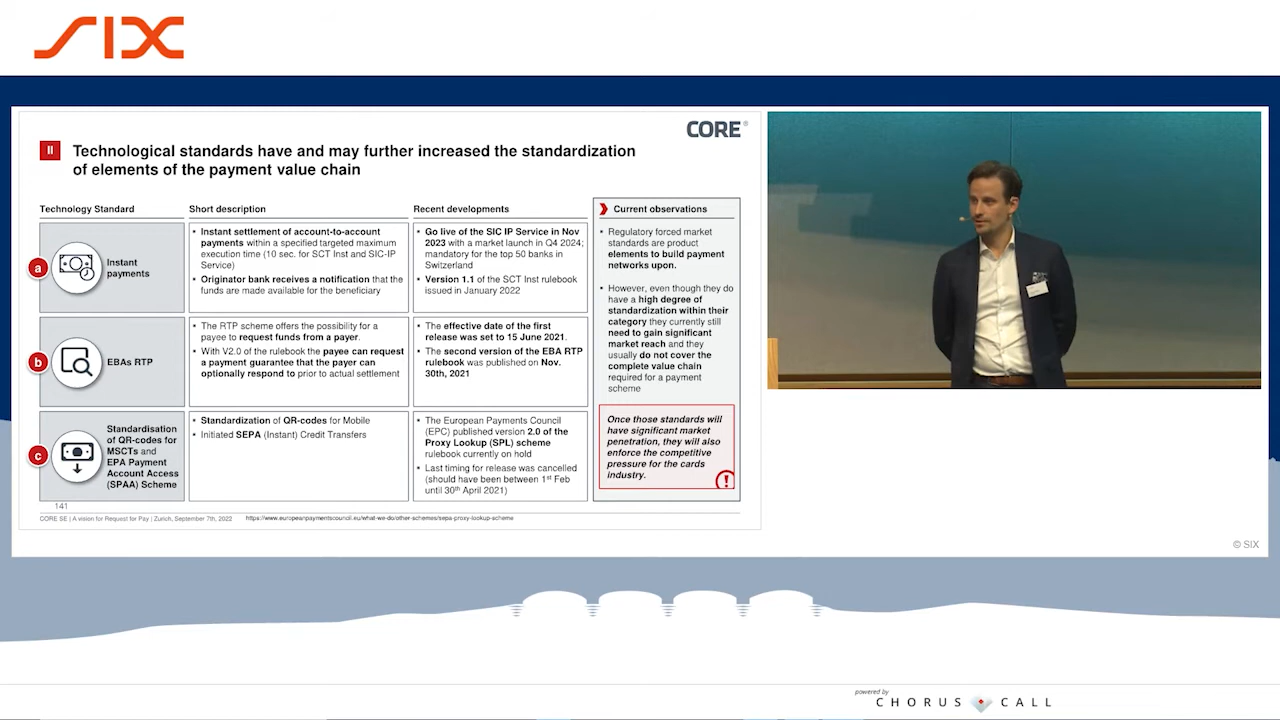 SIX
CORE®
II
Technological standards have and may further increased the standardization
of elements of the payment value chain
Technology Standard
Short description
Recent developments
Current observations
a
Instant
payments
• Instant settlement of account-to-account
payments within a specified targeted maximum
execution time (10 sec. for SCT Inst and SIC-IP
Service)
• Originator bank receives a notification that the
funds are made available for the beneficiary
• Go live of the SIC IP Service in Nov
2023 with a market launch in Q4 2024;
mandatory for the top 50 banks in
Switzerland
• Version 1.1 of the SCT Inst rulebook
issued in January 2022
b
EBAs RTP
• The RTP scheme offers the possibility for a
payee to request funds from a payer.
• With V2.0 of the rulebook the payee can request
a payment guarantee that the payer can
optionally respond to prior to actual settlement
• The effective date of the first
release was set to 15 June 2021.
• The second version of the EBA RTP
rulebook was published on Nov.
30th, 2021
c
Standardisation
of QR-codes for
MSCTs and
EPA Payment
Account Access
(SPAA) Scheme
• Standardization of QR-codes for Mobile
• Initiated SEPA (Instant) Credit Transfers
• The European Payments Council
(EPC) published version 2.0 of the
Proxy Lookup (SPL) scheme
rulebook currently on hold
• Last timing for release was cancelled
(should have been between 1st Feb
until 30th April 2021)
• Regulatory forced market
standards are product
elements to build payment
networks upon.
• However, even though they do
have a high degree of
standardization within their
category they currently still
need to gain significant
market reach and they
usually do not cover the
complete value chain
required for a payment
scheme
Once those standards will
have significant market
penetration, they will also
enforce the competitive
pressure for the cards
industry.
!
141
CORE SE | A vision for Request for Pay | Zurich, September 7th, 2022 https://www.europeanpaymentscouncil.eu/what-we-do/other-schemes/sepa-proxy-lookup-scheme
© SIX
powered by
CHORUS CALL